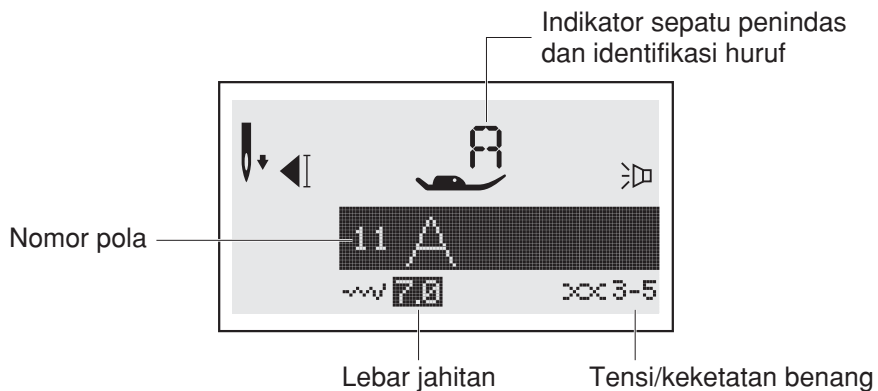 Indikator sepatu penindas
dan identifikasi huruf
A
Nomor pola
11 A
7.0
3-5
Lebar jahitan
Tensi/keketatan benang